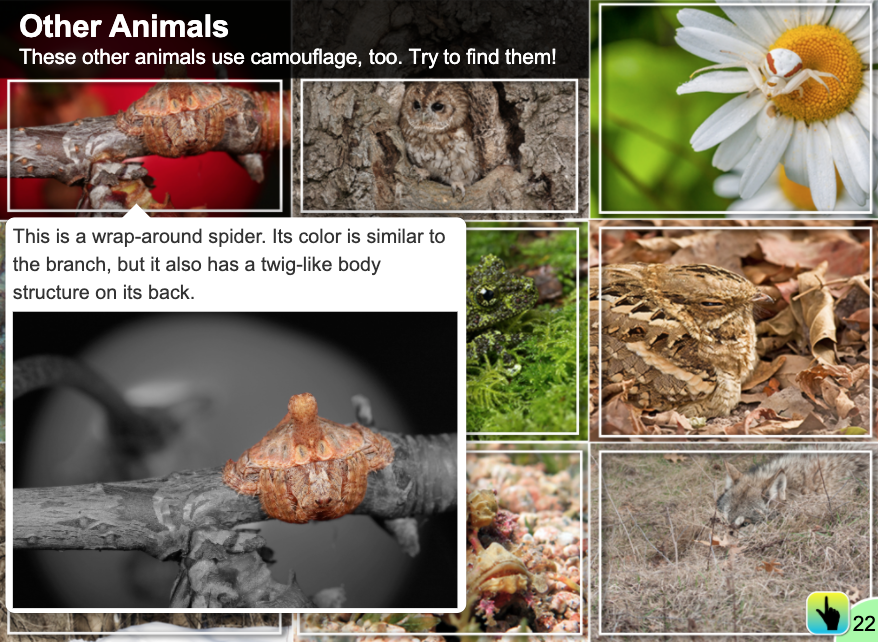 Other Animals
These other animals use camouflage, too. Try to find them!
This is a wrap-around spider. Its color is similar to
the branch, but it also has a twig-like body
structure on its back.
22